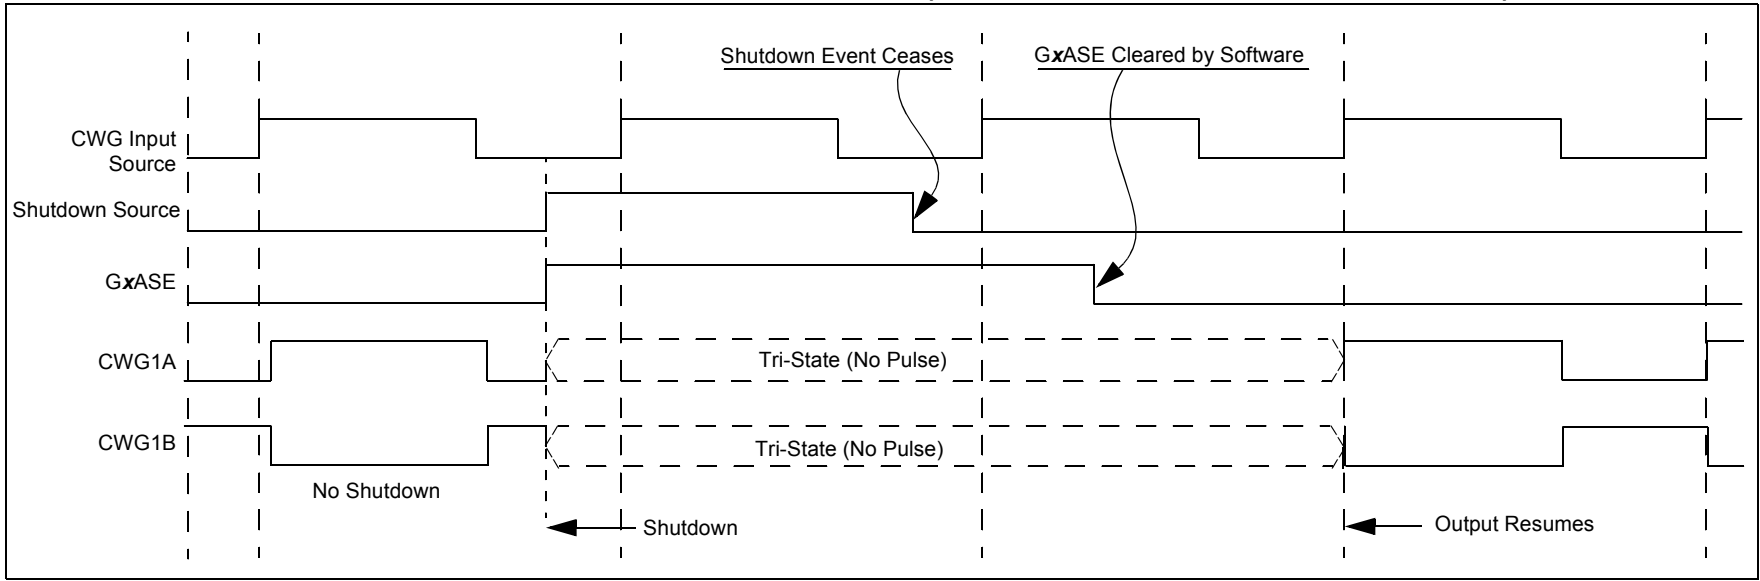 Shutdown Event Ceases
GxASE Cleared by Software
CWG Input
Source
Shutdown Source
GxASE
CWG1A
Tri-State (No Pulse)
CWG1B
Tri-State (No Pulse)
No Shutdown
Shutdown
Output Resumes